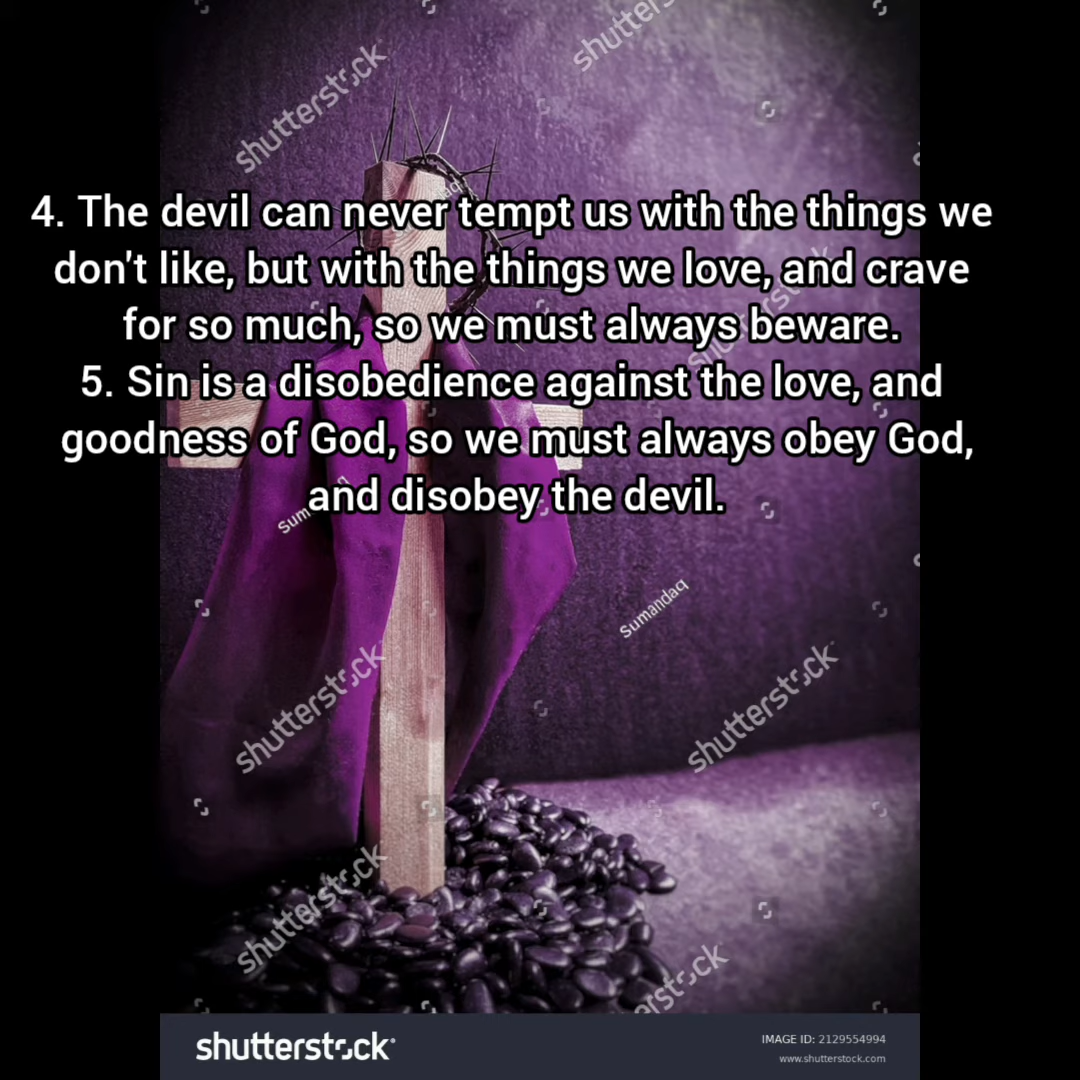 shutterstock
shutterstock
4. The devil can never tempt us with the things we
don't like, but with the things we love, and crave
for so much, so we must always beware.
5. Sin is a disobedience against the love, and
goodness of God, so we must always obey God,
and disobey the devil.
Sumandaq
shutterstock
shutterstock
shutterstock
shutterstock
IMAGE ID: 2129554994
www.shutterstock.com